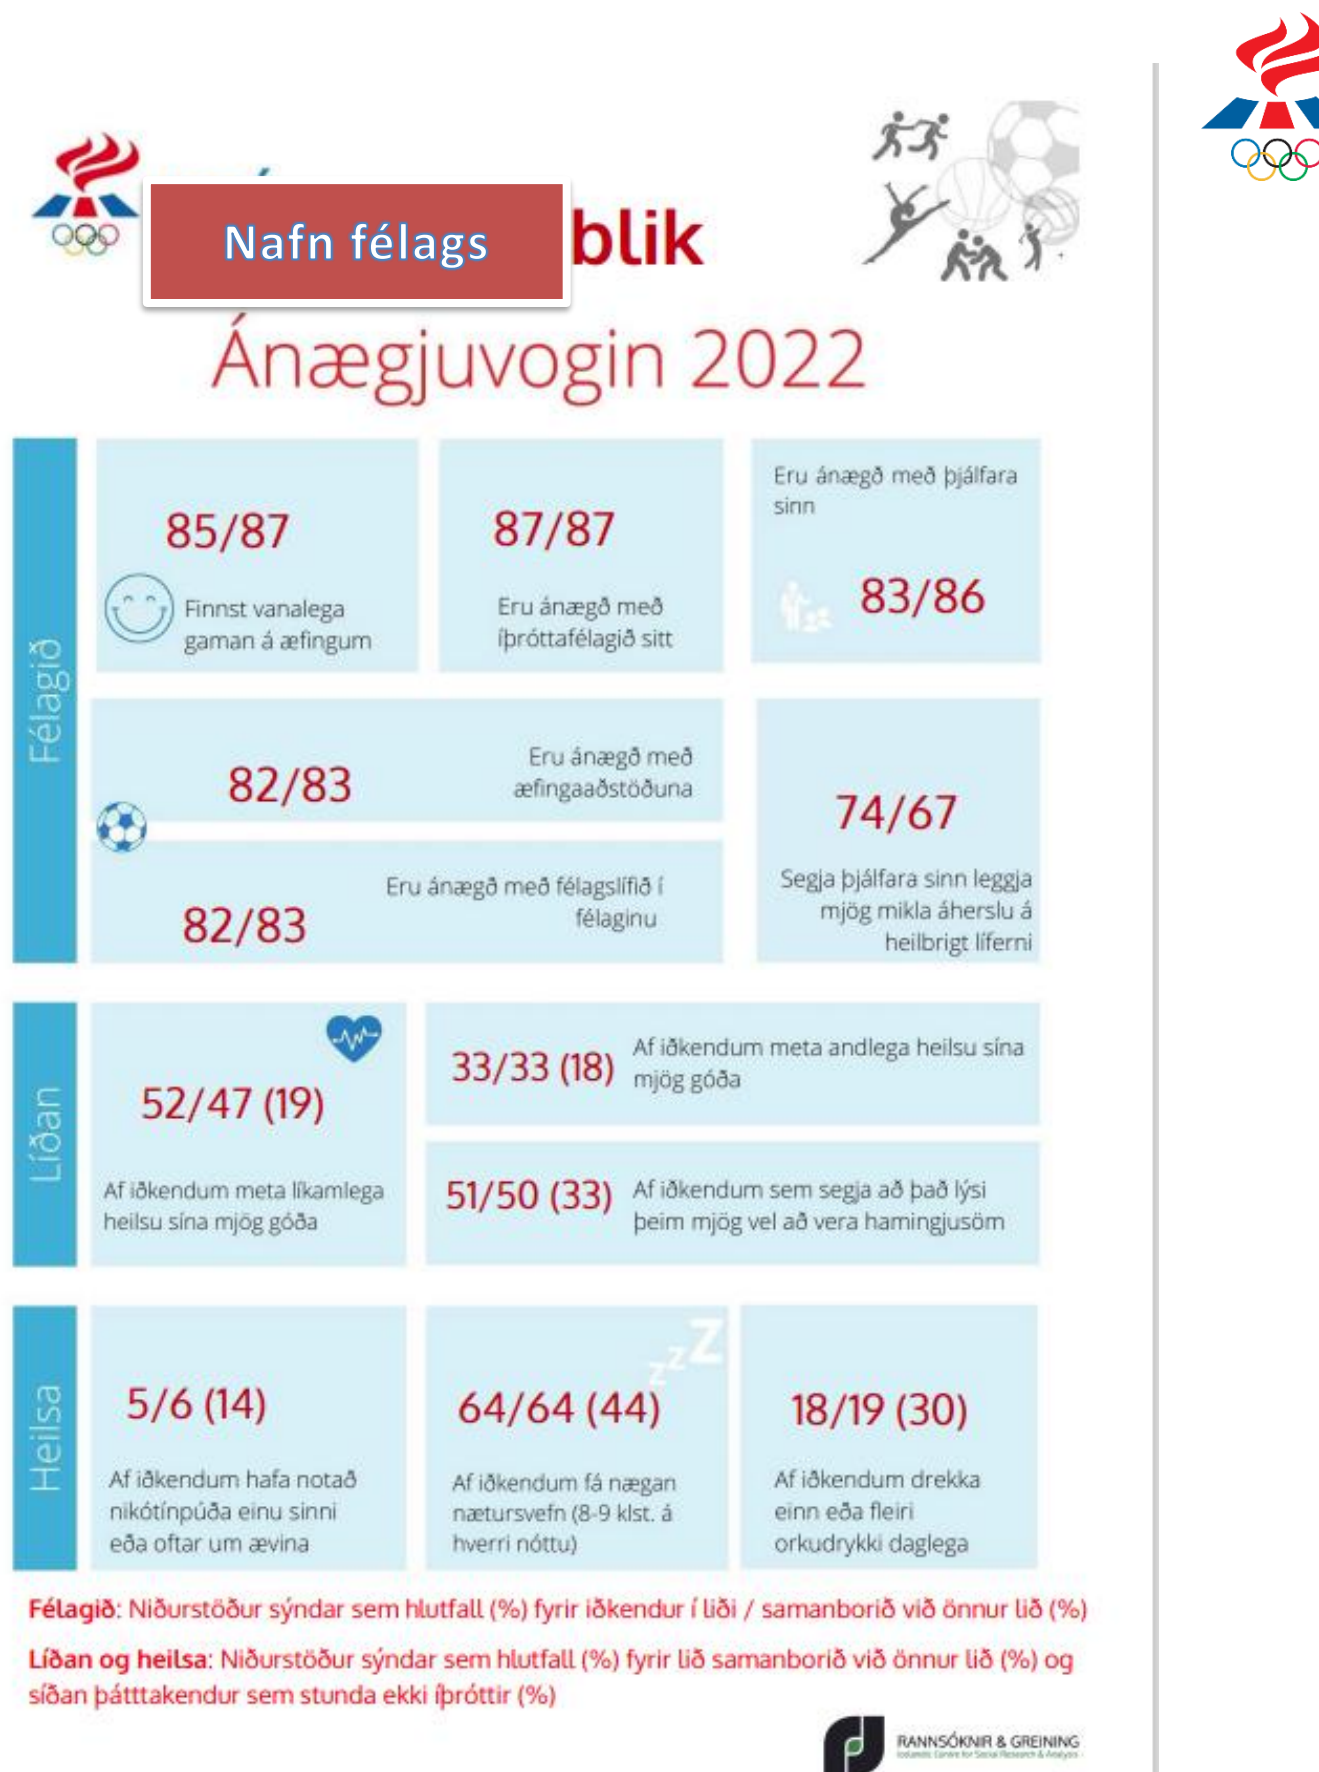 Nafn félags
blik
Ánægjuvogin 2022
Félagið
85/87
Finnst vanalega
gaman á æfingum
87/87
Eru ánægð með
íþróttafélagið sitt
Eru ánægð með þjálfara
sinn
83/86
82/83
Eru ánægð með
æfingaaðstöðuna
82/83
Eru ánægð með félagslífið í
félaginu
74/67
Segja þjálfara sinn leggja
mjög mikla áherslu á
heilbrigt líferni
Líðan
52/47 (19)
Af iðkendum meta líkamlega
heilsu sína mjög góða
33/33 (18)
Af iðkendum meta andlega heilsu sína
mjög góða
51/50 (33)
Af iðkendum sem segja að það lýsi
þeim mjög vel að vera hamingjusöm
Heilsa
5/6 (14)
Af iðkendum hafa notað
nikótínpúða einu sinni
eða oftar um ævina
zzZ
64/64 (44)
Af iðkendum fá nægan
nætursvefn (8-9 klst. á
hverri nóttu)
18/19 (30)
Af iðkendum drekka
einn eða fleiri
orkudrykki daglega
Félagið: Niðurstöður sýndar sem hlutfall (%) fyrir iðkendur í liði / samanborið við önnur lið (%)
Líðan og heilsa: Niðurstöður sýndar sem hlutfall (%) fyrir lið samanborið við önnur lið (%) og
síðan þátttakendur sem stunda ekki íþróttir (%)
RANNSÓKNIR & GREINING
Icelandic Centre for Social Research & Analysis